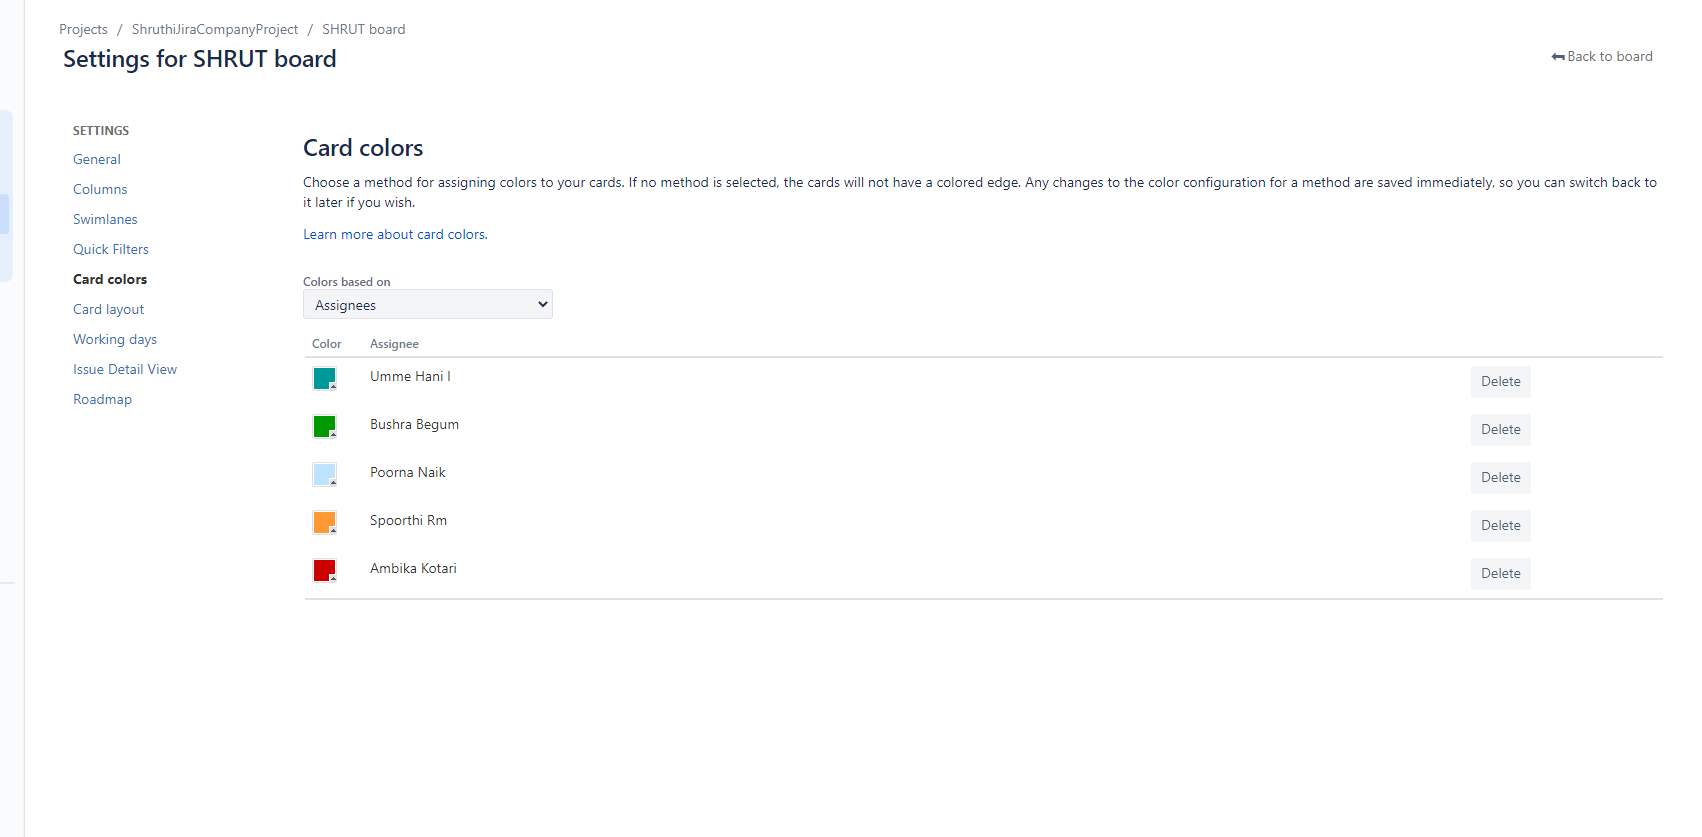 Projects / ShruthiJiraCompanyProject / SHRUT board
Settings for SHRUT board
Back to board
SETTINGS
General
Columns
Swimlanes
Quick Filters
Card colors
Card layout
Working days
Issue Detail View
Roadmap
Card colors
Choose a method for assigning colors to your cards. If no method is selected, the cards will not have a colored edge. Any changes to the color configuration for a method are saved immediately, so you can switch back to
it later if you wish.
Learn more about card colors.
Colors based on
Assignees
Color Assignee
Umme Hani I Delete
Bushra Begum Delete
Poorna Naik Delete
Spoorthi Rm Delete
Ambika Kotari Delete